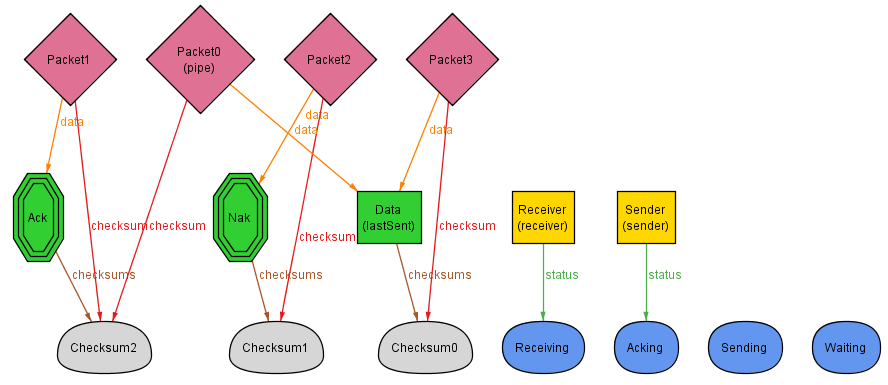 Packet1
Packet0
(pipe)
Packet2
Packet3
data
data
data
data
Ack
Nak
Data
(lastSent)
Receiver
(receiver)
Sender
(sender)
checksum
checksum
checksum
checksum
checksums
checksums
checksums
status
status
Checksum2
Checksum1
Checksum0
Receiving
Acking
Sending
Waiting